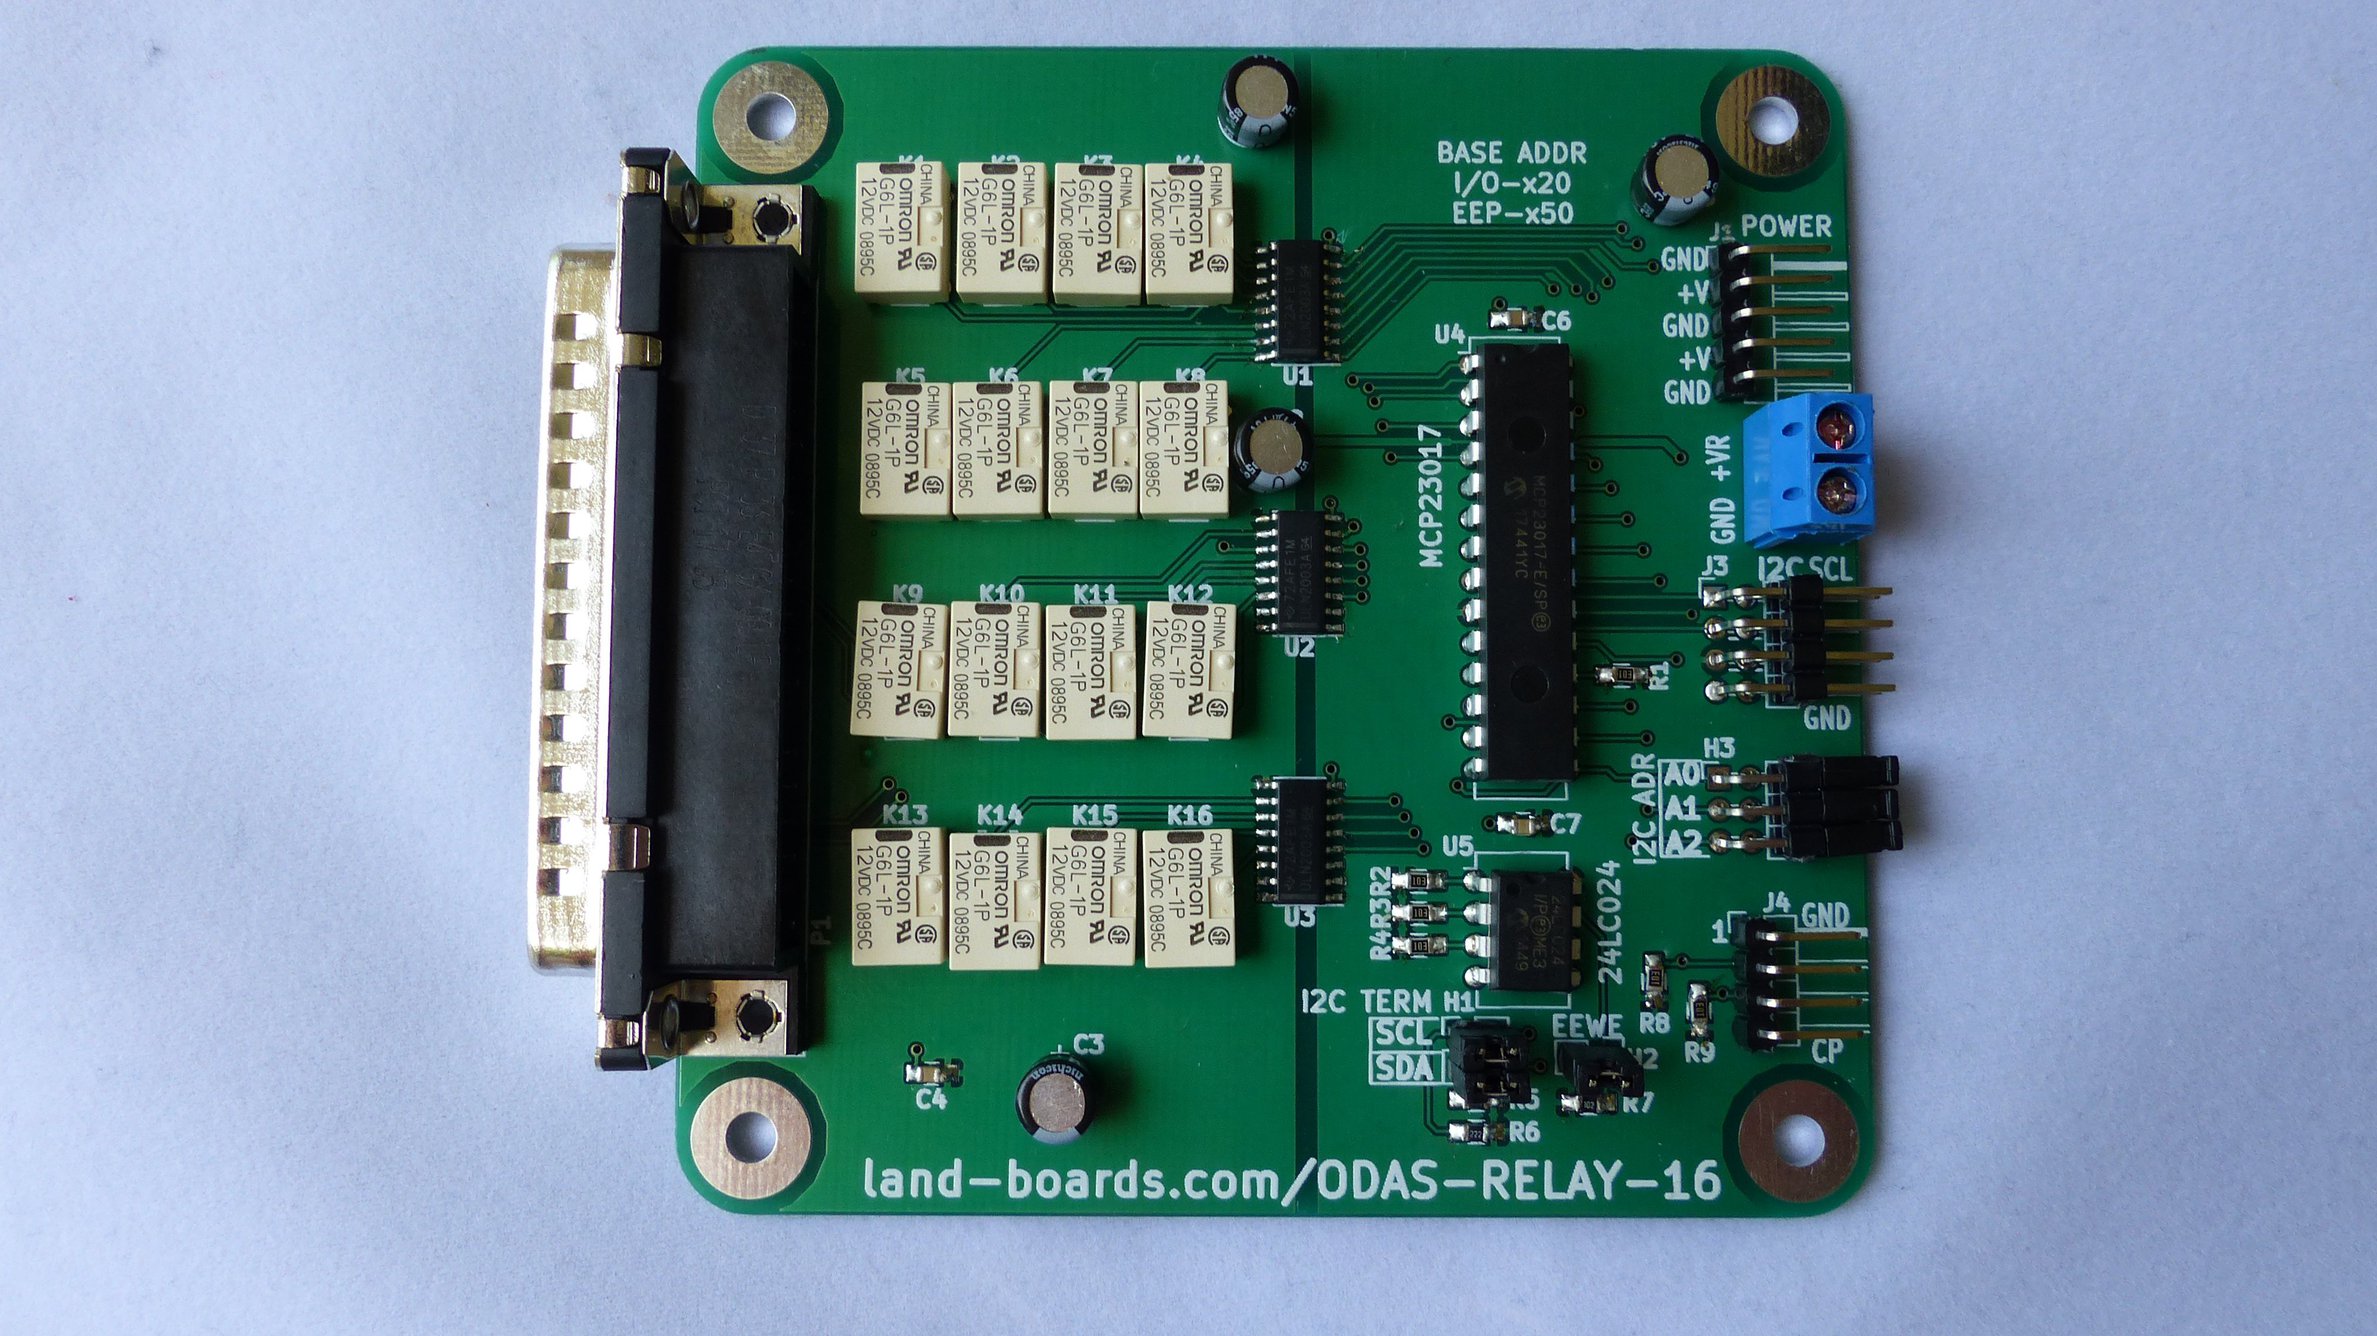 BASE ADDR
I/O-x20
EEP-x50
POWER
GND
+V
GND
+V
GND
K1
K2
K3
K4
CHINA
OMRON
G6L-1P
12VDC 0895C
CHINA
OMRON
G6L-1P
12VDC 0895C
CHINA
OMRON
G6L-1P
12VDC 0895C
CHINA
OMRON
G6L-1P
12VDC 0895C
U1
U4
C6
MCP23017
MCP23017-E/SP e3
17441YC
+VR
GND
K5
K6
K7
K8
CHINA
OMRON
G6L-1P
12VDC 0895C
CHINA
OMRON
G6L-1P
12VDC 0895C
CHINA
OMRON
G6L-1P
12VDC 0895C
CHINA
OMRON
G6L-1P
12VDC 0895C
U2
J3
I2C SCL
GND
R1
K9
K10
K11
K12
CHINA
OMRON
G6L-1P
12VDC 0895C
CHINA
OMRON
G6L-1P
12VDC 0895C
CHINA
OMRON
G6L-1P
12VDC 0895C
CHINA
OMRON
G6L-1P
12VDC 0895C
H3
I2C ADR
A0
A1
A2
C7
K13
K14
K15
K16
CHINA
OMRON
G6L-1P
12VDC 0895C
CHINA
OMRON
G6L-1P
12VDC 0895C
CHINA
OMRON
G6L-1P
12VDC 0895C
CHINA
OMRON
G6L-1P
12VDC 0895C
U3
P1
U5
R4R3R2
24LC024
J4
GND
1
CP
R8
R9
I2C TERM H1
SCL
SDA
EEWE
R7
R6
C3
C4
land-boards.com/ODAS-RELAY-16